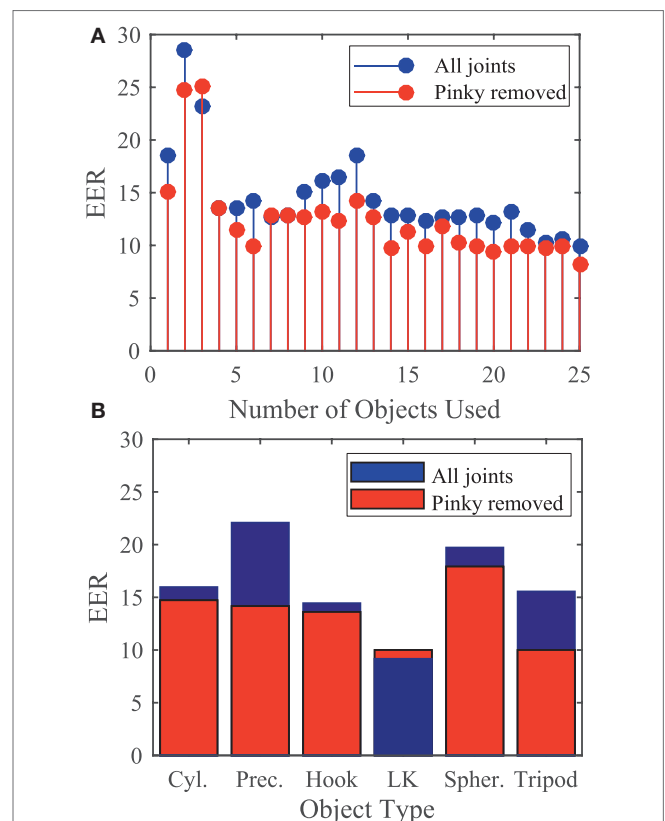 A
30
25
20
15
10
5
0
EER
All joints
Pinky removed
0 5 10 15 20 25
Number of Objects Used
B
30
25
20
15
10
5
0
EER
All joints
Pinky removed
Cyl. Prec. Hook LK Spher. Tripod
Object Type